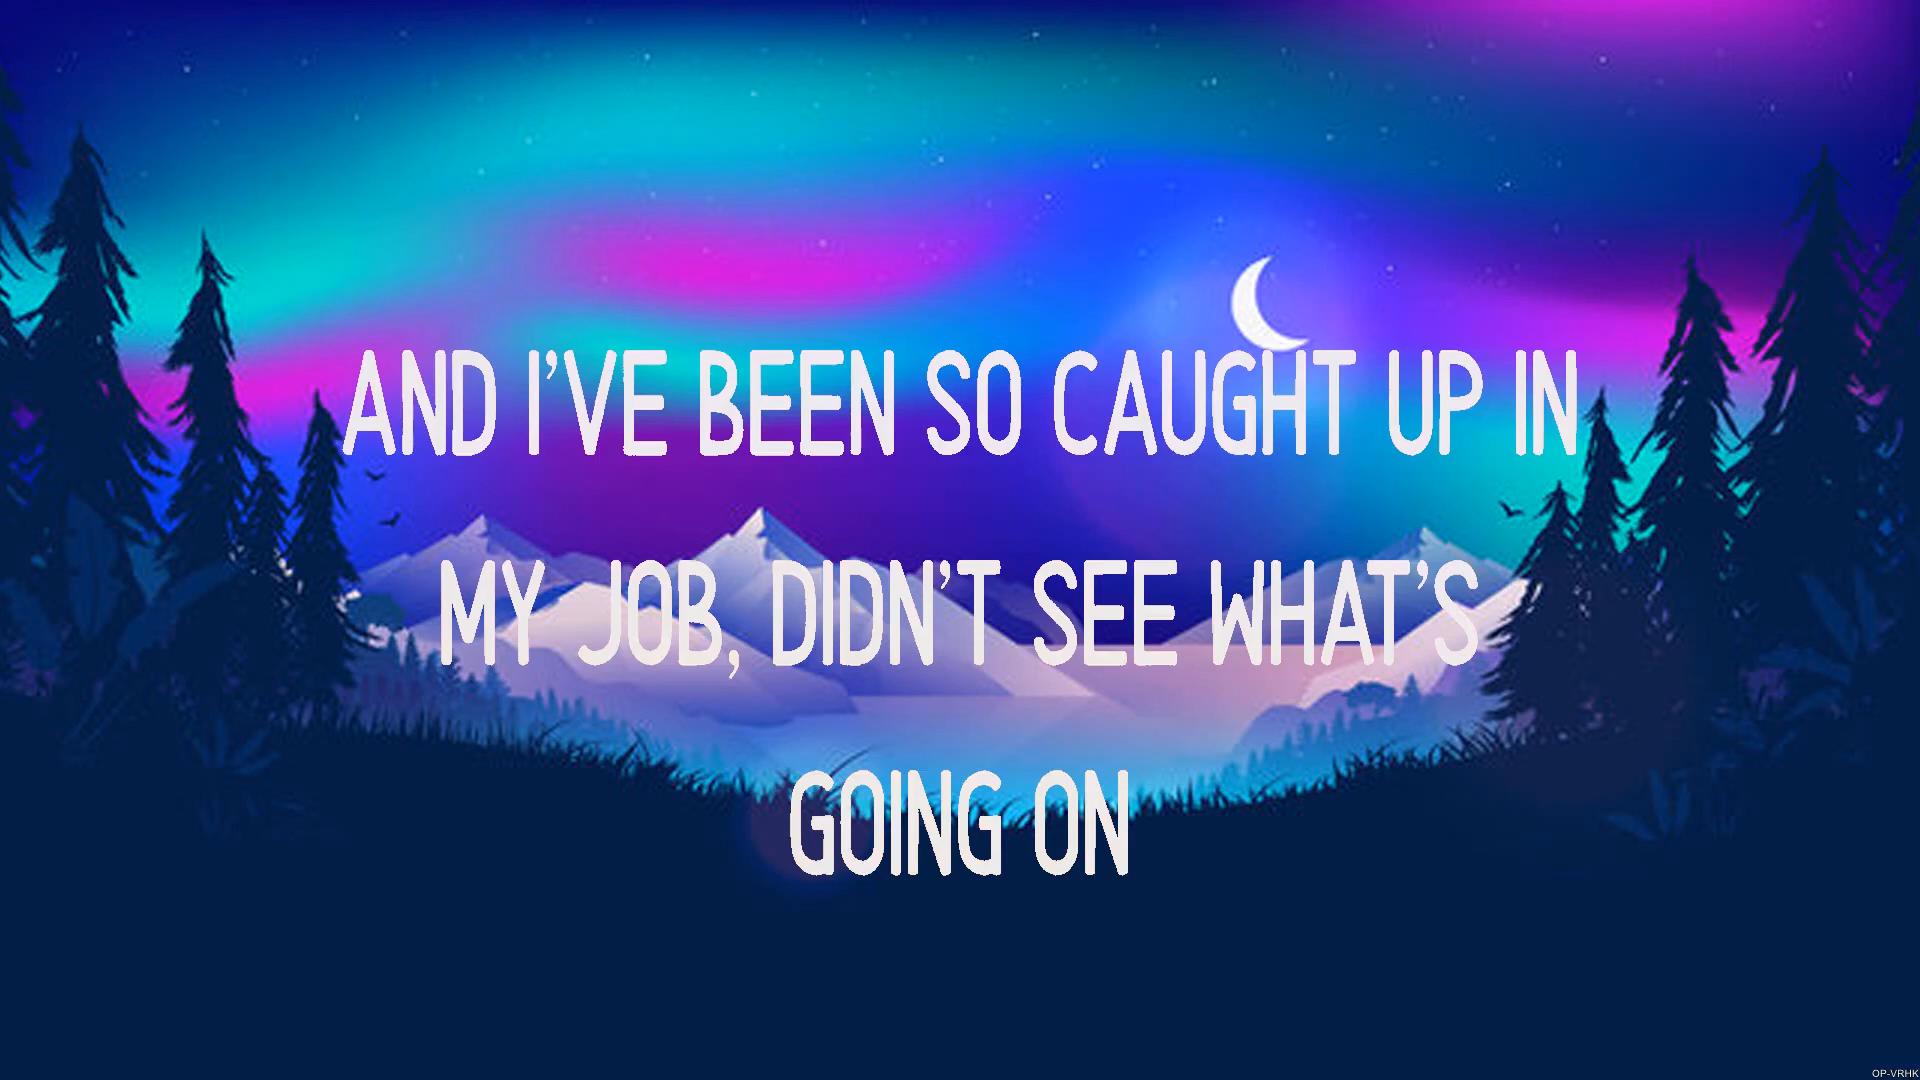 AND I'VE BEEN SO CAUGHT UP IN
MY JOB, DIDN'T SEE WHAT'S
GOING ON
OP-VRHK